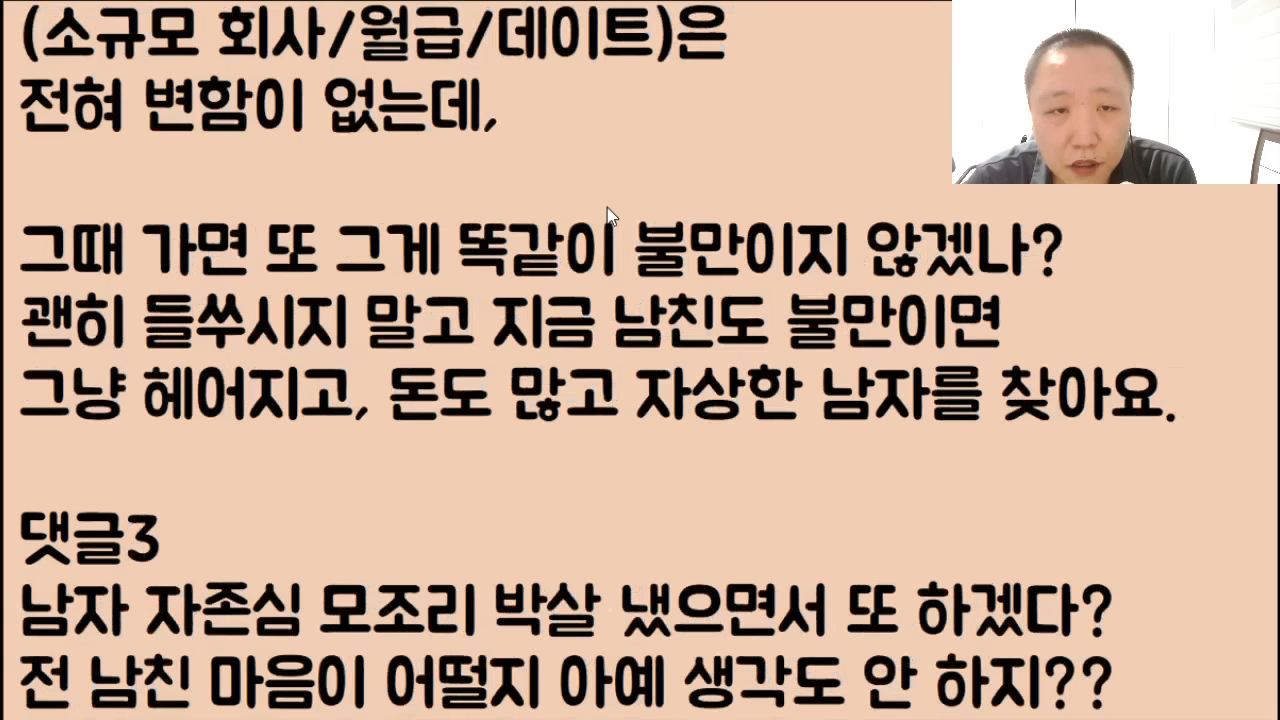 (소규모 회사/월급/데이트)은
전혀 변함이 없는데,
그때 가면 또 그게 똑같이 불만이지 않겠나?
괜히 들쑤시지 말고 지금 남친도 불만이면
그냥 헤어지고, 돈도 많고 자상한 남자를 찾아요.
댓글3
남자 자존심 모조리 박살 냈으면서 또 하겠다?
전 남친 마음이 어떨지 아예 생각도 안 하지??